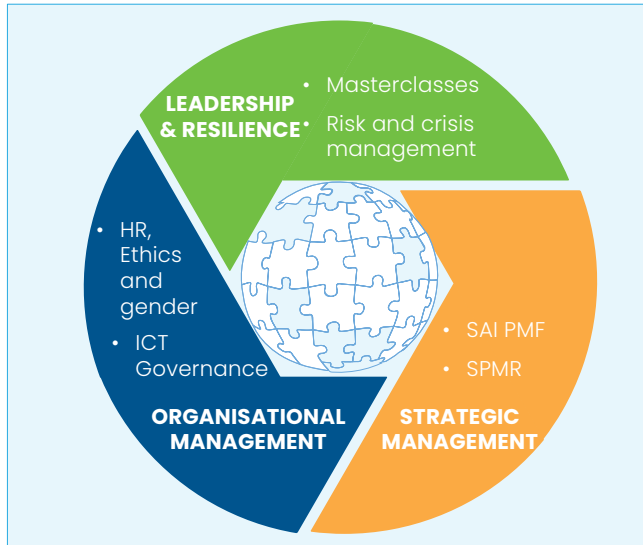 LEADERSHIP
& RESILIENCE
• Masterclasses
• Risk and crisis
management
• HR,
Ethics
and
gender
• ICT
Governance
ORGANISATIONAL
MANAGEMENT
• SAI PMF
• SPMR
STRATEGIC
MANAGEMENT